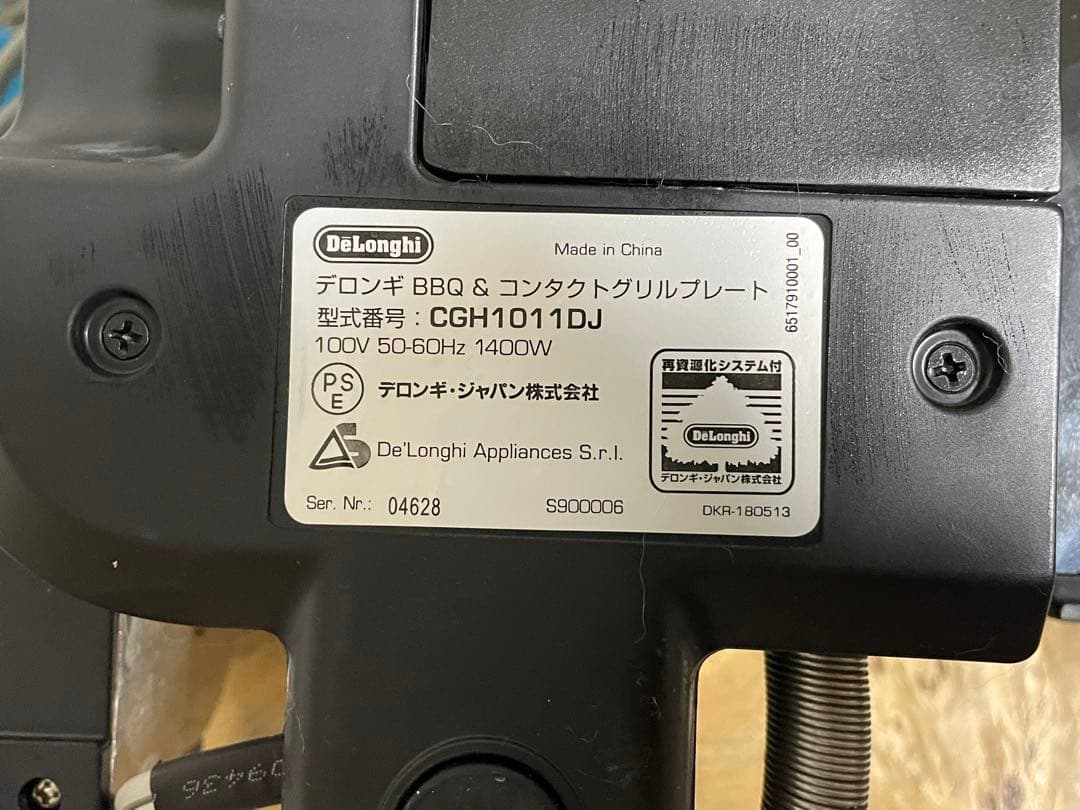 DeLonghi
Made in China
6517910001_00
デロンギ BBQ & コンタクトグリルプレート
型式番号 : CGH1011DJ
100V 50-60Hz 1400W
PSE
デロンギ・ジャパン株式会社
再資源化システム付
DeLonghi
デロンギ・ジャパン株式会社
De'Longhi Appliances S.r.l.
Ser. Nr.: 04628
S900006
DKR-180513